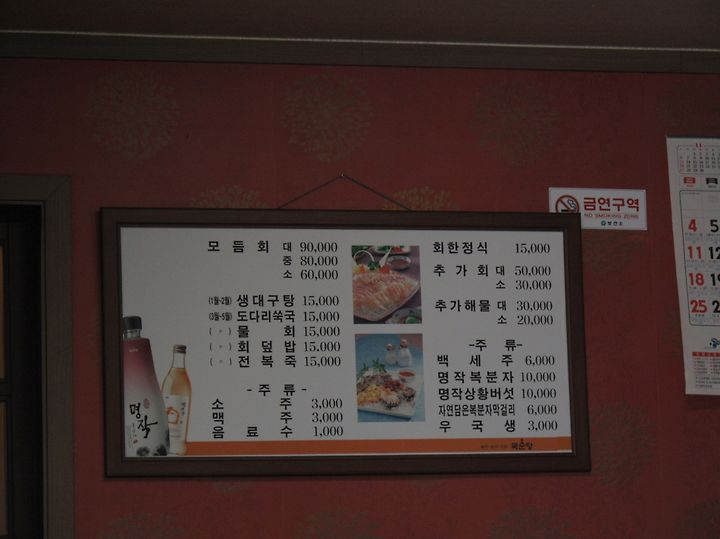 모듬회 대 90,000
중 80,000
소 60,000
(1월-2월) 생대구탕 15,000
(3월-5월) 도다리쑥국 15,000
( 〃 ) 물회 15,000
( 〃 ) 회덮밥 15,000
( 〃 ) 전복죽 15,000
-주류-
소주 3,000
맥주 3,000
음료수 1,000
회한정식 15,000
추가회 대 50,000
소 30,000
추가해물 대 30,000
소 20,000
-주류-
백세주 6,000
명작복분자 10,000
명작상황버섯 10,000
자연담은복분자막걸리 6,000
우국생 3,000
명작
국순당
금연구역
NO SMOKING ZONE
보건소
11
4 5
11
18
25